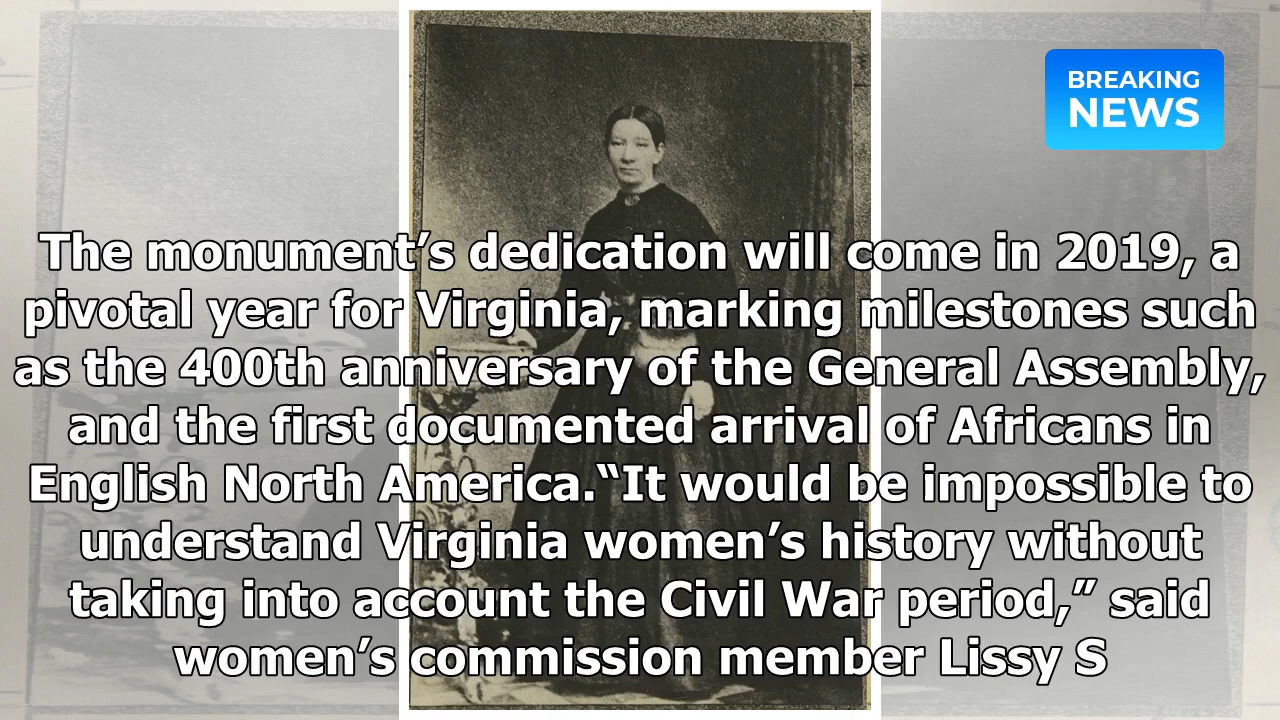 BREAKING
NEWS
The monument’s dedication will come in 2019, a
pivotal year for Virginia, marking milestones such
as the 400th anniversary of the General Assembly,
and the first documented arrival of Africans in
English North America.“It would be impossible to
understand Virginia women’s history without
taking into account the Civil War period,” said
women’s commission member Lissy S